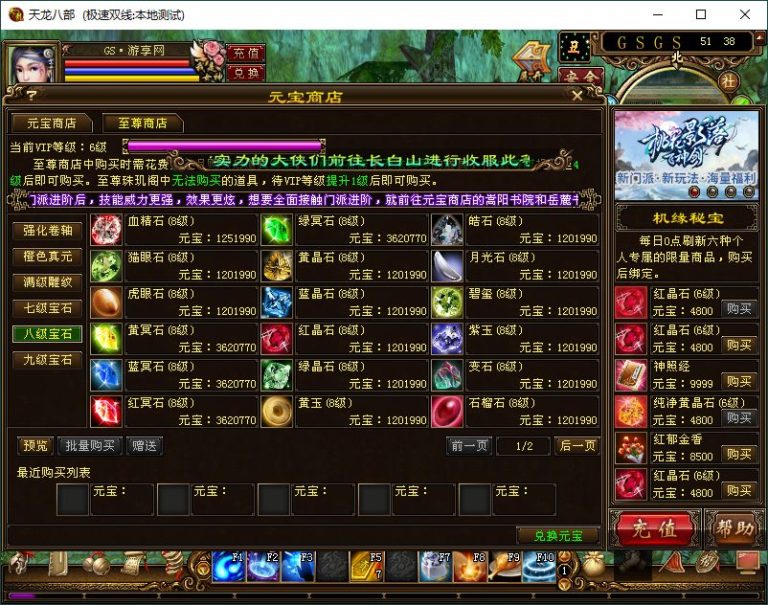 天龙八部 (极速双线:本地测试)
GS·游享网
充值
兑换
展开
丑
安全
GSGS 51 38
北
社
元宝商店
元宝商店
至尊商店
当前VIP等级：6级
至尊商店中购买时需花费
实力的大侠们前往长白山进行收服此
4
级后即可购买。至尊珠玑阁中无法购买的道具，待VIP等级提升1级后即可购买。
门派进阶后，技能威力更强，效果更炫，想要全面接触门派进阶，就前往元宝商店的嵩阳书院和岳麓书
强化卷轴
橙色真元
满级雕纹
七级宝石
八级宝石
九级宝石
血精石(8级)
元宝：1251990
绿冥石(8级)
元宝：3620770
皓石(8级)
元宝：1201990
猫眼石(8级)
元宝：1201990
黄晶石(8级)
元宝：1201990
月光石(8级)
元宝：1201990
虎眼石(8级)
元宝：1201990
蓝晶石(8级)
元宝：1201990
碧玺(8级)
元宝：1201990
黄冥石(8级)
元宝：3620770
红晶石(8级)
元宝：1201990
紫玉(8级)
元宝：1201990
蓝冥石(8级)
元宝：3620770
绿晶石(8级)
元宝：1201990
变石(8级)
元宝：1201990
红冥石(8级)
元宝：3620770
黄玉(8级)
元宝：1201990
石榴石(8级)
元宝：1201990
预览
批量购买
赠送
前一页
1/2
后一页
最近购买列表
元宝：
元宝：
元宝：
元宝：
元宝：
兑换元宝
桃花影落
新门派·新玩法·海量福利
机缘秘宝
每日0点刷新六种个
人专属的限量商品，购买
后绑定。
红晶石(6级)
元宝：4800 购买
红晶石(6级)
元宝：4800 购买
神照经
元宝：9999 购买
纯净黄晶石(6级)
元宝：4800 购买
红郁金香
元宝：8500 购买
红晶石(6级)
元宝：4800 购买
充值
帮助
F1 F2 F3 F5 F7 F8 F9 F10
7
1